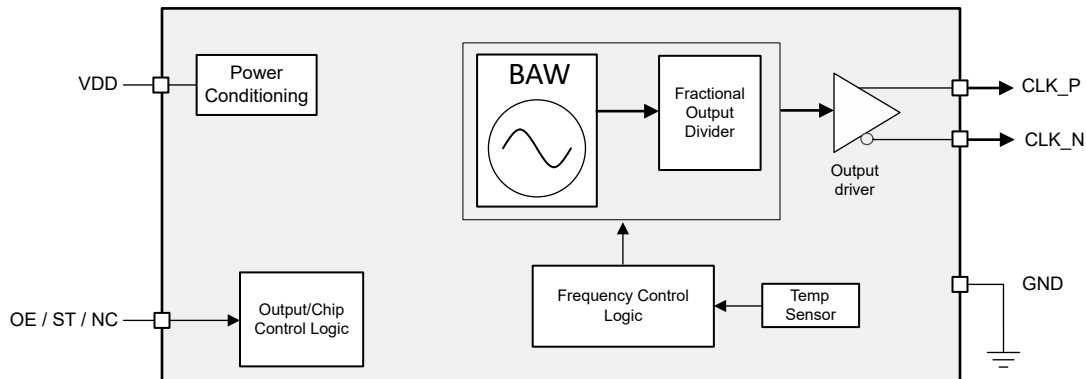 VDD
Power
Conditioning
BAW
Fractional
Output
Divider
Output
driver
CLK_P
CLK_N
OE / ST / NC
Output/Chip
Control Logic
Frequency Control
Logic
Temp
Sensor
GND